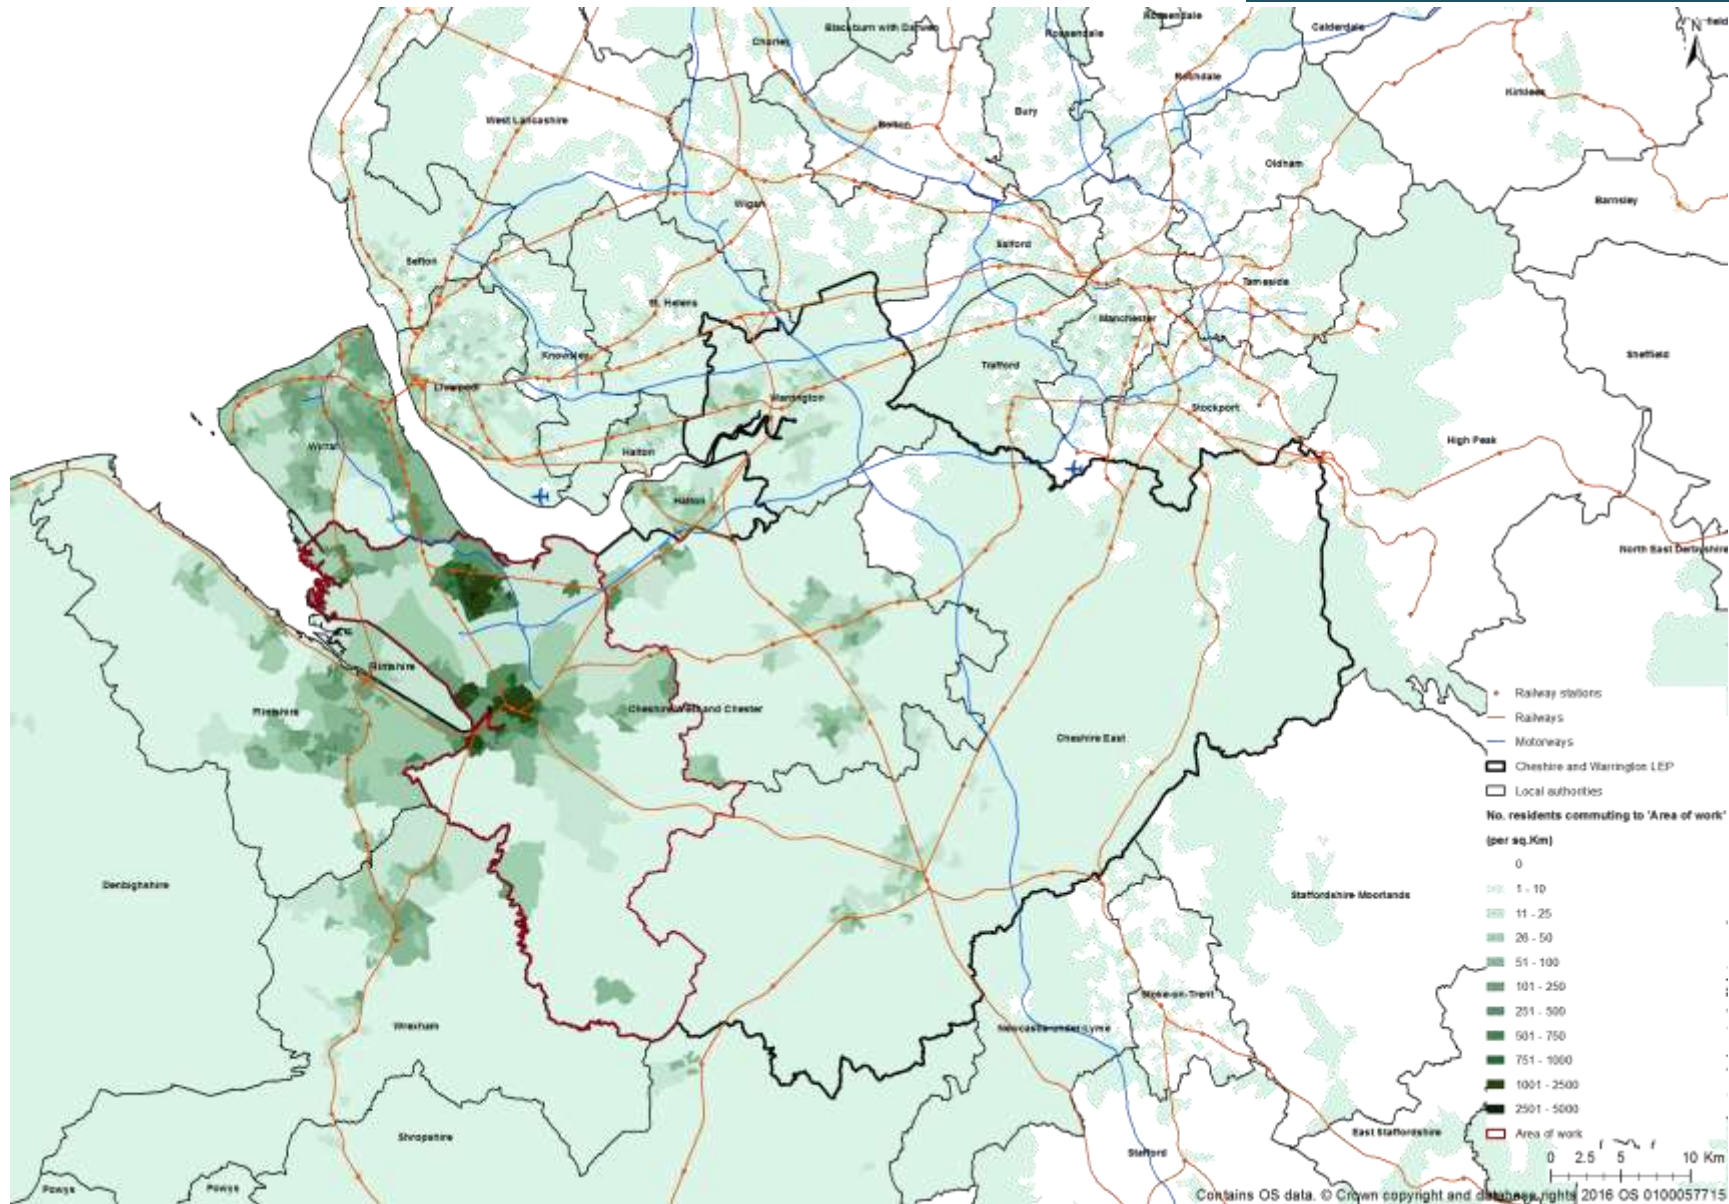 Rossendale
Blackburn with Darwen
Rossendale
Calderdale
Chorley
N
field
Rochdale
Kirklees
West Lancashire
Bolton
Bury
Oldham
Barnsley
Wigan
Salford
Sefton
Tameside
St. Helens
Manchester
Knowsley
Sheffield
Trafford
Liverpool
Warrington
Stockport
Wirral
Halton
High Peak
Halton
North East Derbyshire
Flintshire
Flintshire
Cheshire West and Chester
Cheshire East
Denbighshire
Staffordshire Moorlands
Stoke-on-Trent
Wrexham
Newcastle-under-Lyme
Shropshire
East Staffordshire
Stafford
Powys
Powys
Railway stations
Railways
Motorways
Cheshire and Warrington LEP
Local authorities
No. residents commuting to 'Area of work'
(per sq.Km)
0
1 - 10
11 - 25
26 - 50
51 - 100
101 - 250
251 - 500
501 - 750
751 - 1000
1001 - 2500
2501 - 5000
Area of work
0 2.5 5 10 Km
Contains OS data. © Crown copyright and database rights 2016 OS 010005771